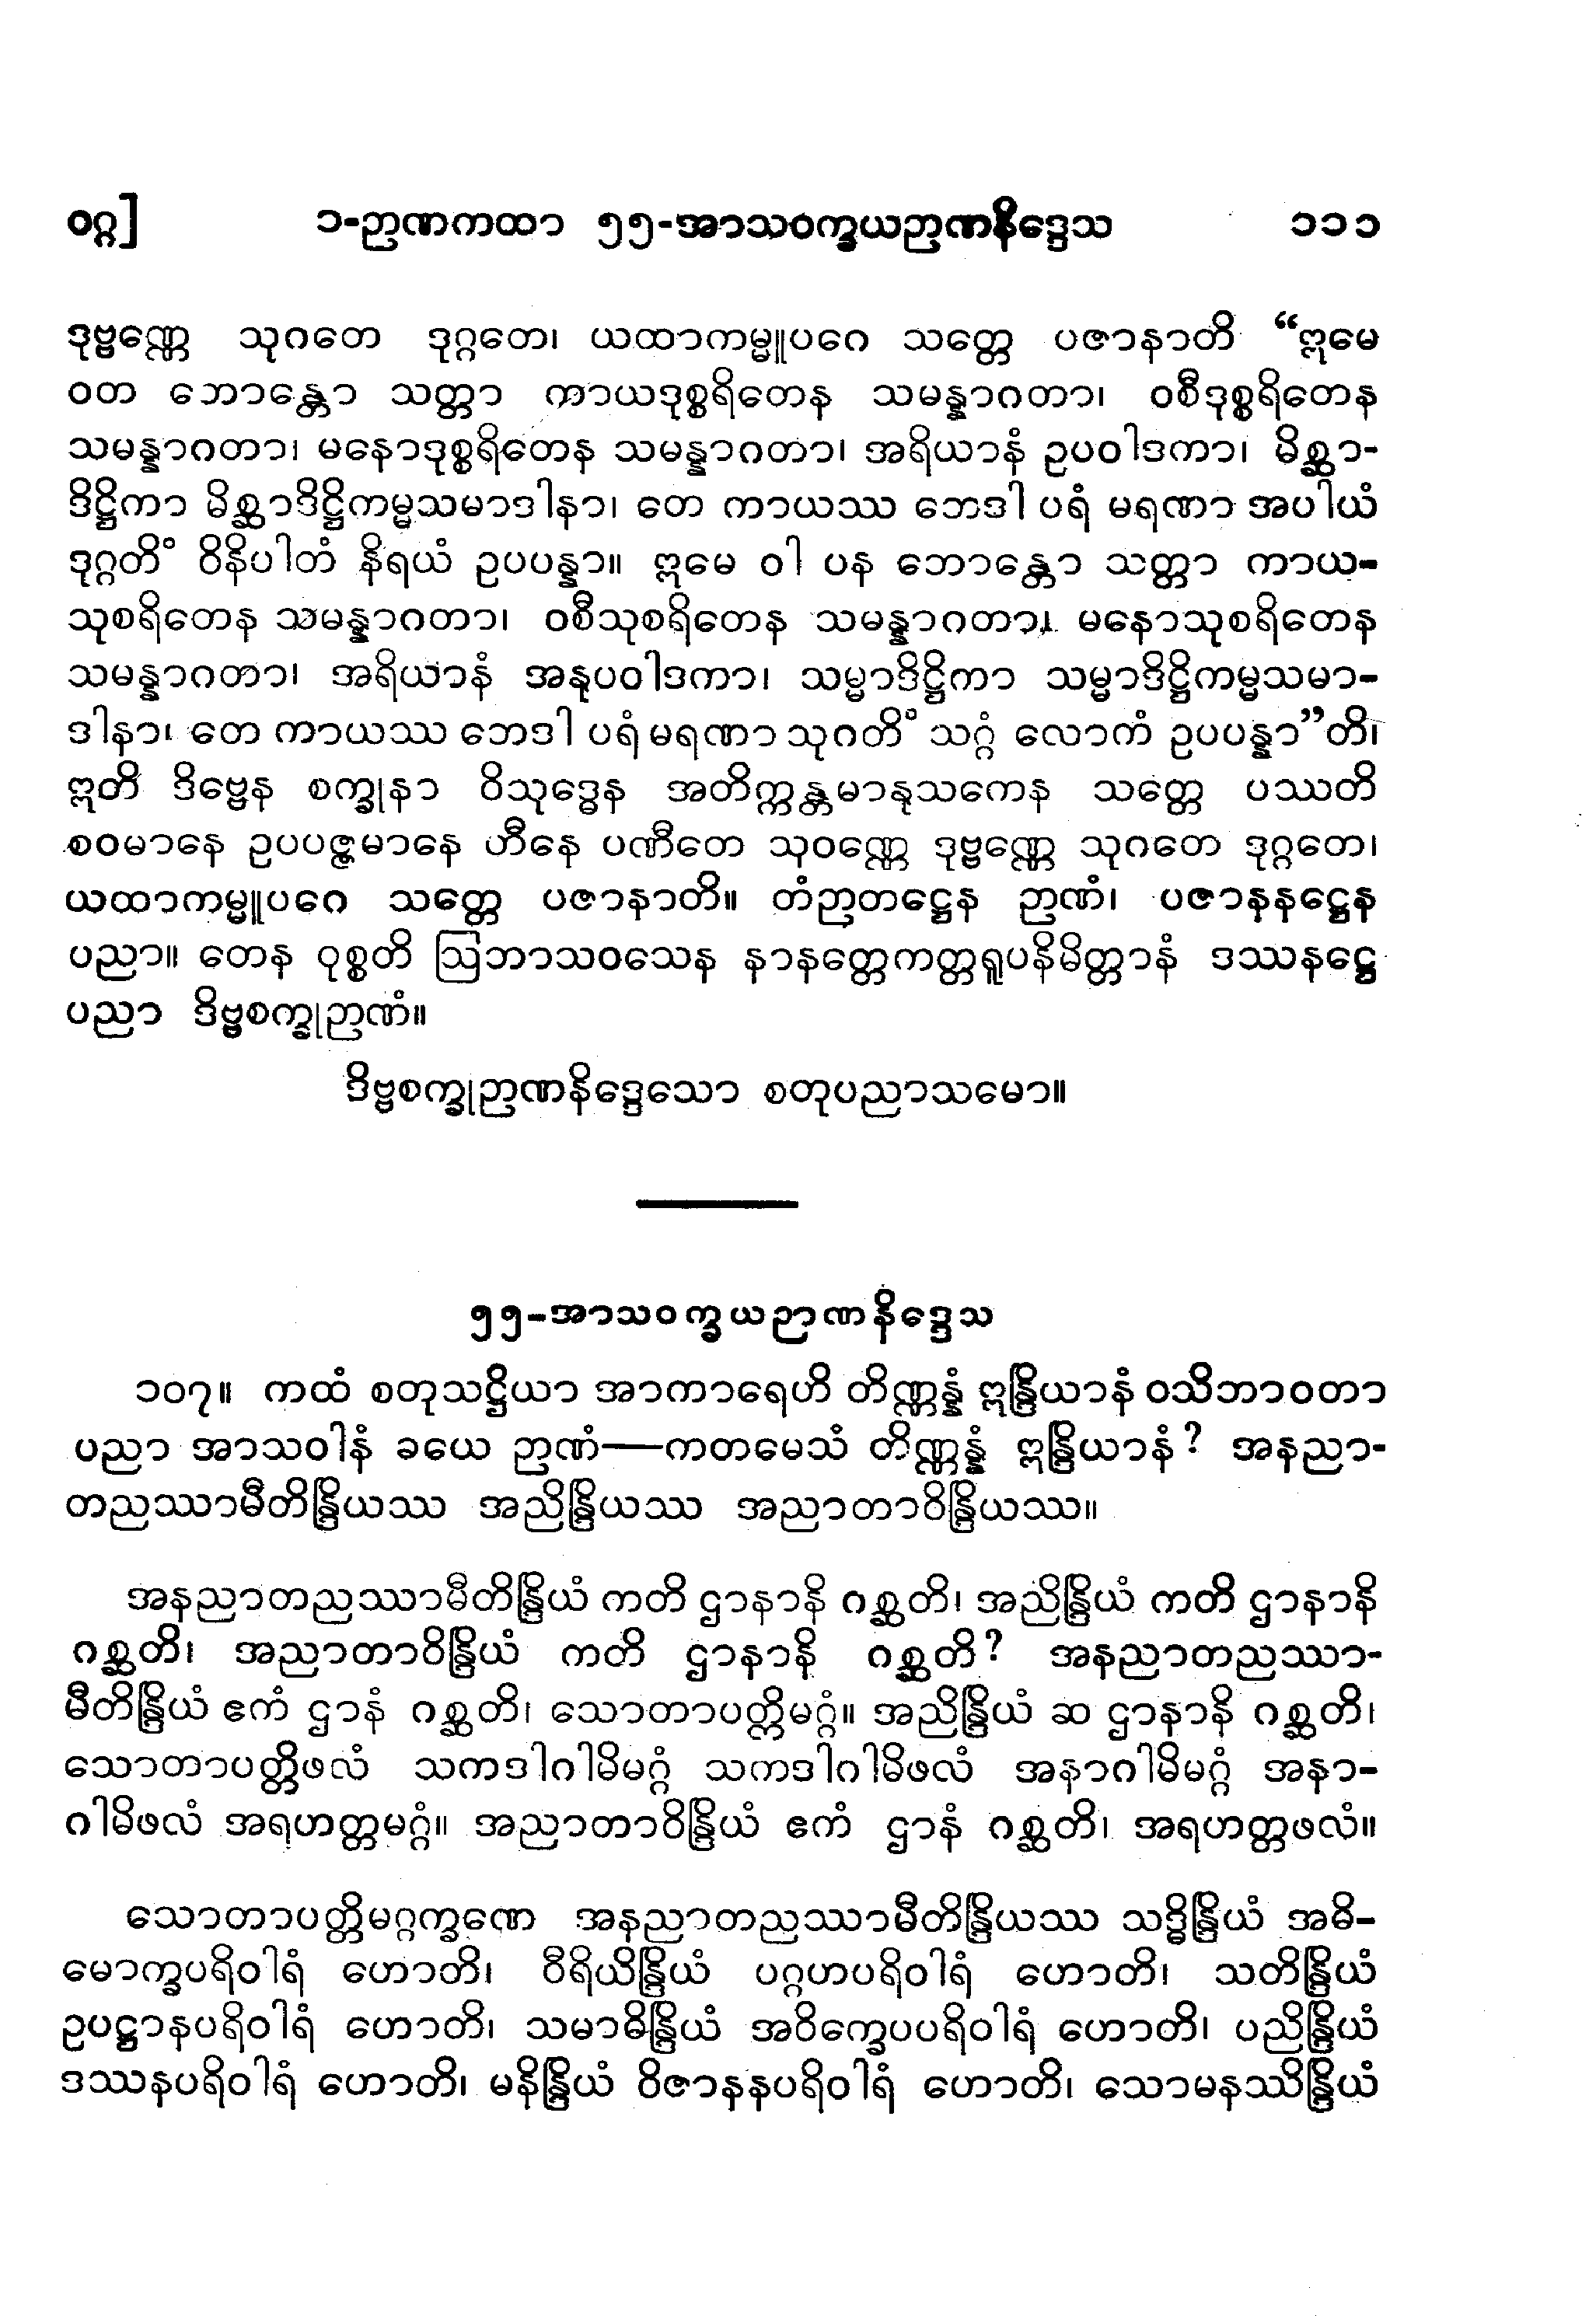 ဝဂ္ဂ] ၁-ဉာဏကထာ ၅၅-အာသဝက္ခယဉာဏနိဒ္ဒေသ ၁၁၁
ဒုဗ္ဗဏ္ဏေ သုဂတေ ဒုဂ္ဂတေ၊ ယထာကမ္မူပဂေ သတ္တေ ပဇာနာတိ “ဣမေ
ဝတ ဘောန္တော သတ္တာ ကာယဒုစ္စရိတေန သမန္နာဂတာ၊ ဝစီဒုစ္စရိတေန
သမန္နာဂတာ၊ မနောဒုစ္စရိတေန သမန္နာဂတာ၊ အရိယာနံ ဥပဝါဒကာ၊ မိစ္ဆာ-
ဒိဋ္ဌိကာ မိစ္ဆာဒိဋ္ဌိကမ္မသမာဒါနာ၊ တေ ကာယဿ ဘေဒါ ပရံ မရဏာ အပါယံ
ဒုဂ္ဂတိံ ဝိနိပါတံ နိရယံ ဥပပန္နာ။ ဣမေ ဝါ ပန ဘောန္တော သတ္တာ ကာယ-
သုစရိတေန သမန္နာဂတာ၊ ဝစီသုစရိတေန သမန္နာဂတာ၊ မနောသုစရိတေန
သမန္နာဂတာ၊ အရိယာနံ အနုပဝါဒကာ၊ သမ္မာဒိဋ္ဌိကာ သမ္မာဒိဋ္ဌိကမ္မသမာ-
ဒါနာ၊ တေ ကာယဿ ဘေဒါ ပရံ မရဏာ သုဂတိံ သဂ္ဂံ လောကံ ဥပပန္နာ”တိ၊
ဣတိ ဒိဗ္ဗေန စက္ခုနာ ဝိသုဒ္ဓေန အတိက္ကန္တမာနုသကေန သတ္တေ ပဿတိ
စဝမာနေ ဥပပဇ္ဇမာနေ ဟီနေ ပဏီတေ သုဝဏ္ဏေ ဒုဗ္ဗဏ္ဏေ သုဂတေ ဒုဂ္ဂတေ၊
ယထာကမ္မူပဂေ သတ္တေ ပဇာနာတိ။ တံဉာတဋ္ဌေန ဉာဏံ၊ ပဇာနနဋ္ဌေန
ပညာ။ တေန ဝုစ္စတိ ဩဘာသဝသေန နာနတ္တေကတ္တရူပနိမိတ္တာနံ ဒဿနဋ္ဌေ
ပညာ ဒိဗ္ဗစက္ခုဉာဏံ။
ဒိဗ္ဗစက္ခုဉာဏနိဒ္ဒေသော စတုပညာသမော။
၅၅-အာသဝက္ခယဉာဏနိဒ္ဒေသ
၁၀၇။ ကထံ စတုသဋ္ဌိယာ အာကာရေဟိ တိဏ္ဏန္နံ ဣန္ဒြိယာနံ ဝသိဘာဝတာ
ပညာ အာသဝါနံ ခယေ ဉာဏံ—ကတမေသံ တိဏ္ဏန္နံ ဣန္ဒြိယာနံ? အနညာ-
တညဿာမီတိန္ဒြိယဿ အညိန္ဒြိယဿ အညာတာဝိန္ဒြိယဿ။
အနညာတညဿာမီတိန္ဒြိယံ ကတိ ဌာနာနိ ဂစ္ဆတိ၊ အညိန္ဒြိယံ ကတိ ဌာနာနိ
ဂစ္ဆတိ၊ အညာတာဝိန္ဒြိယံ ကတိ ဌာနာနိ ဂစ္ဆတိ? အနညာတညဿာ-
မီတိန္ဒြိယံ ဧကံ ဌာနံ ဂစ္ဆတိ၊ သောတာပတ္တိမဂ္ဂံ။ အညိန္ဒြိယံ ဆ ဌာနာနိ ဂစ္ဆတိ၊
သောတာပတ္တိဖလံ သကဒါဂါမိမဂ္ဂံ သကဒါဂါမိဖလံ အနာဂါမိမဂ္ဂံ အနာ-
ဂါမိဖလံ အရဟတ္တမဂ္ဂံ။ အညာတာဝိန္ဒြိယံ ဧကံ ဌာနံ ဂစ္ဆတိ၊ အရဟတ္တဖလံ။
သောတာပတ္တိမဂ္ဂက္ခဏေ အနညာတညဿာမီတိန္ဒြိယဿ သဒ္ဓိန္ဒြိယံ အဓိ-
မောက္ခပရိဝါရံ ဟောတိ၊ ဝီရိယိန္ဒြိယံ ပဂ္ဂဟပရိဝါရံ ဟောတိ၊ သတိန္ဒြိယံ
ဥပဋ္ဌာနပရိဝါရံ ဟောတိ၊ သမာဓိန္ဒြိယံ အဝိက္ခေပပရိဝါရံ ဟောတိ၊ ပညိန္ဒြိယံ
ဒဿနပရိဝါရံ ဟောတိ၊ မနိန္ဒြိယံ ဝိဇာနနပရိဝါရံ ဟောတိ၊ သောမနဿိန္ဒြိယံ